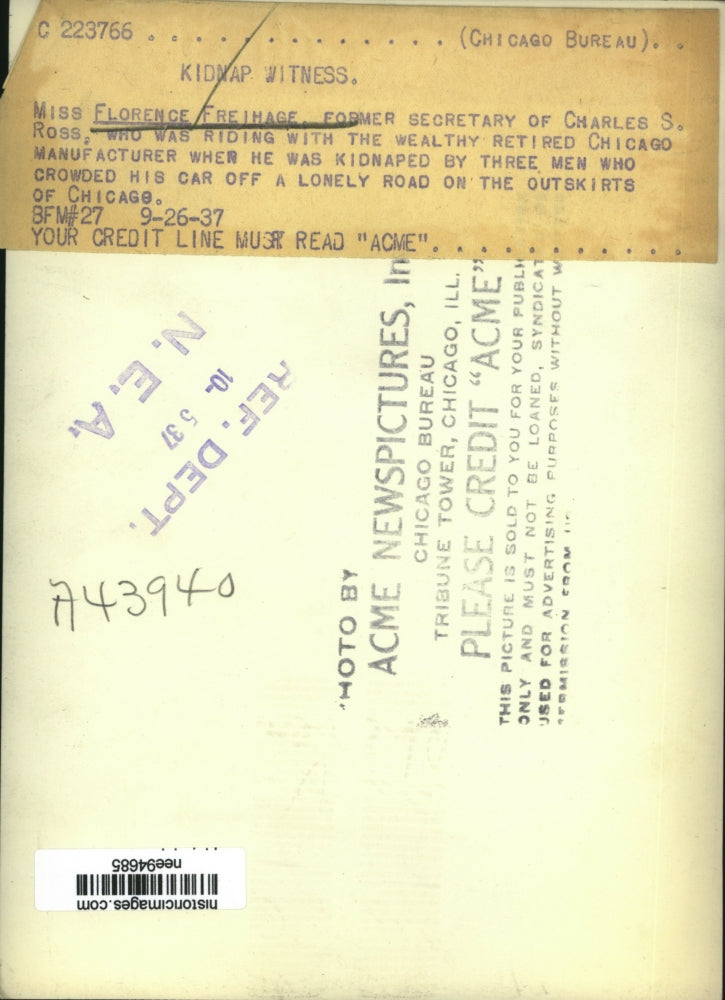 C 223766 . . . . . . . . . . . . . . (CHICAGO BUREAU). . .
KIDNAP WITNESS.
MISS FLORENCE FREIHAGE, FORMER SECRETARY OF CHARLES S.
ROSS, WHO WAS RIDING WITH THE WEALTHY RETIRED CHICAGO
MANUFACTURER WHEN HE WAS KIDNAPED BY THREE MEN WHO
CROWDED HIS CAR OFF A LONELY ROAD ON THE OUTSKIRTS
OF CHICAGO.
BFM#27 9-26-37
YOUR CREDIT LINE MUST READ "ACME". . . . . . . . . . . . .
REF. DEPT.
10- 5 37
N. E. A.
A43940
HOTO BY
ACME NEWSPICTURES, In
CHICAGO BUREAU
TRIBUNE TOWER, CHICAGO, ILL.
PLEASE CREDIT "ACME"
THIS PICTURE IS SOLD TO YOU FOR YOUR PUBLI
ONLY AND MUST NOT BE LOANED, SYNDICAT
USED FOR ADVERTISING PURPOSES WITHOUT W
PERMISSION FROM
historicimages.com
nee94685